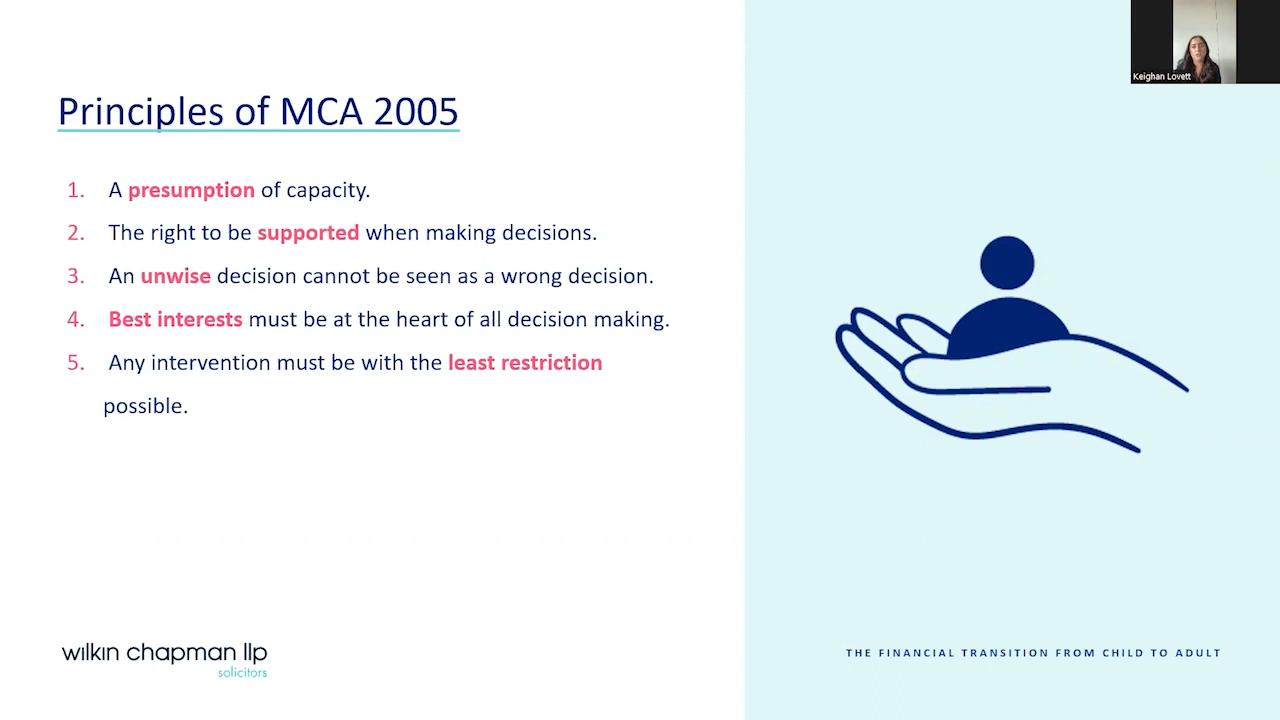 Keighan Lovett
Principles of MCA 2005
1. A presumption of capacity.
2. The right to be supported when making decisions.
3. An unwise decision cannot be seen as a wrong decision.
4. Best interests must be at the heart of all decision making.
5. Any intervention must be with the least restriction
possible.
wilkin chapman llp
solicitors
THE FINANCIAL TRANSITION FROM CHILD TO ADULT